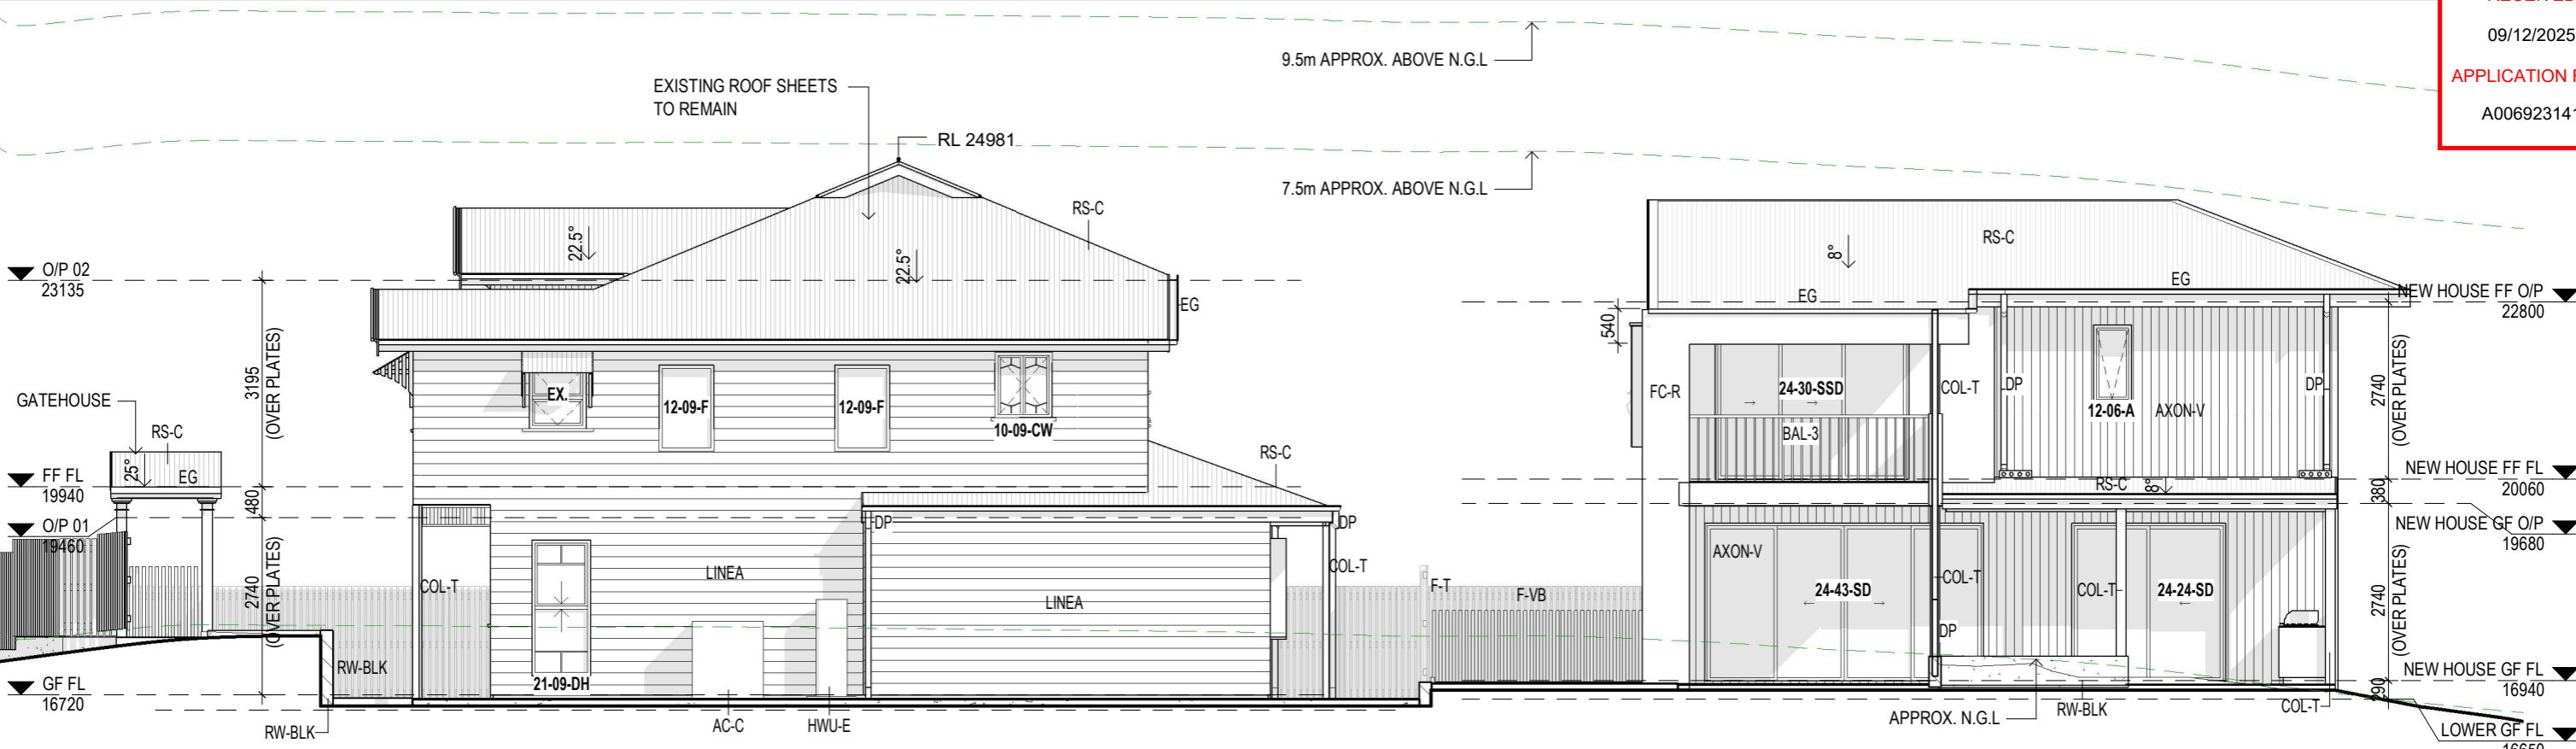 09/12/2025
APPLICATION
A006923141
9.5m APPROX. ABOVE N.G.L
EXISTING ROOF SHEETS
TO REMAIN
RL 24981
7.5m APPROX. ABOVE N.G.L
RS-C
22.5°
22.5°
O/P 02
23135
EG
3195
(OVER PLATES)
GATEHOUSE
RS-C
25°
EG
EX.
12-09-F
12-09-F
10-09-CW
RS-C
FF FL
19940
480
O/P 01
19460
DP
DP
2740
(OVER PLATES)
COL-T
LINEA
LINEA
COL-T
F-T
F-VB
RW-BLK
GF FL
16720
21-09-DH
RW-BLK
AC-C
HWU-E
RS-C
8°
EG
EG
NEW HOUSE FF O/P
22800
540
FC-R
24-30-SSD
COL-T
DP
DP
12-06-A
AXON-V
BAL-3
2740
(OVER PLATES)
NEW HOUSE FF FL
20060
RS-C
8°
380
NEW HOUSE GF O/P
19680
AXON-V
24-43-SD
COL-T
COL-T
24-24-SD
DP
2740
(OVER PLATES)
NEW HOUSE GF FL
16940
290
APPROX. N.G.L
RW-BLK
COL-T
LOWER GF FL
16650